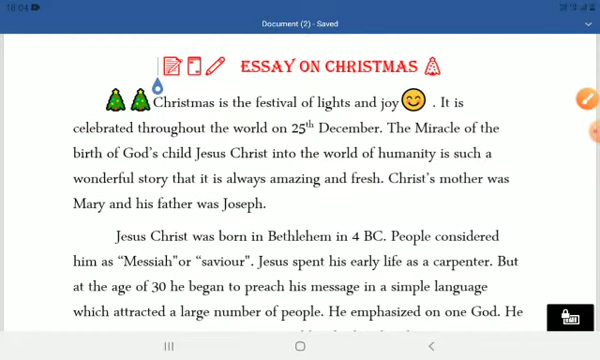 18:04
Document (2) - Saved
ESSAY ON CHRISTMAS
Christmas is the festival of lights and joy . It is
celebrated throughout the world on 25th December. The Miracle of the
birth of God's child Jesus Christ into the world of humanity is such a
wonderful story that it is always amazing and fresh. Christ's mother was
Mary and his father was Joseph.
Jesus Christ was born in Bethlehem in 4 BC. People considered
him as “Messiah”or “saviour”. Jesus spent his early life as a carpenter. But
at the age of 30 he began to preach his message in a simple language
which attracted a large number of people. He emphasized on one God. He